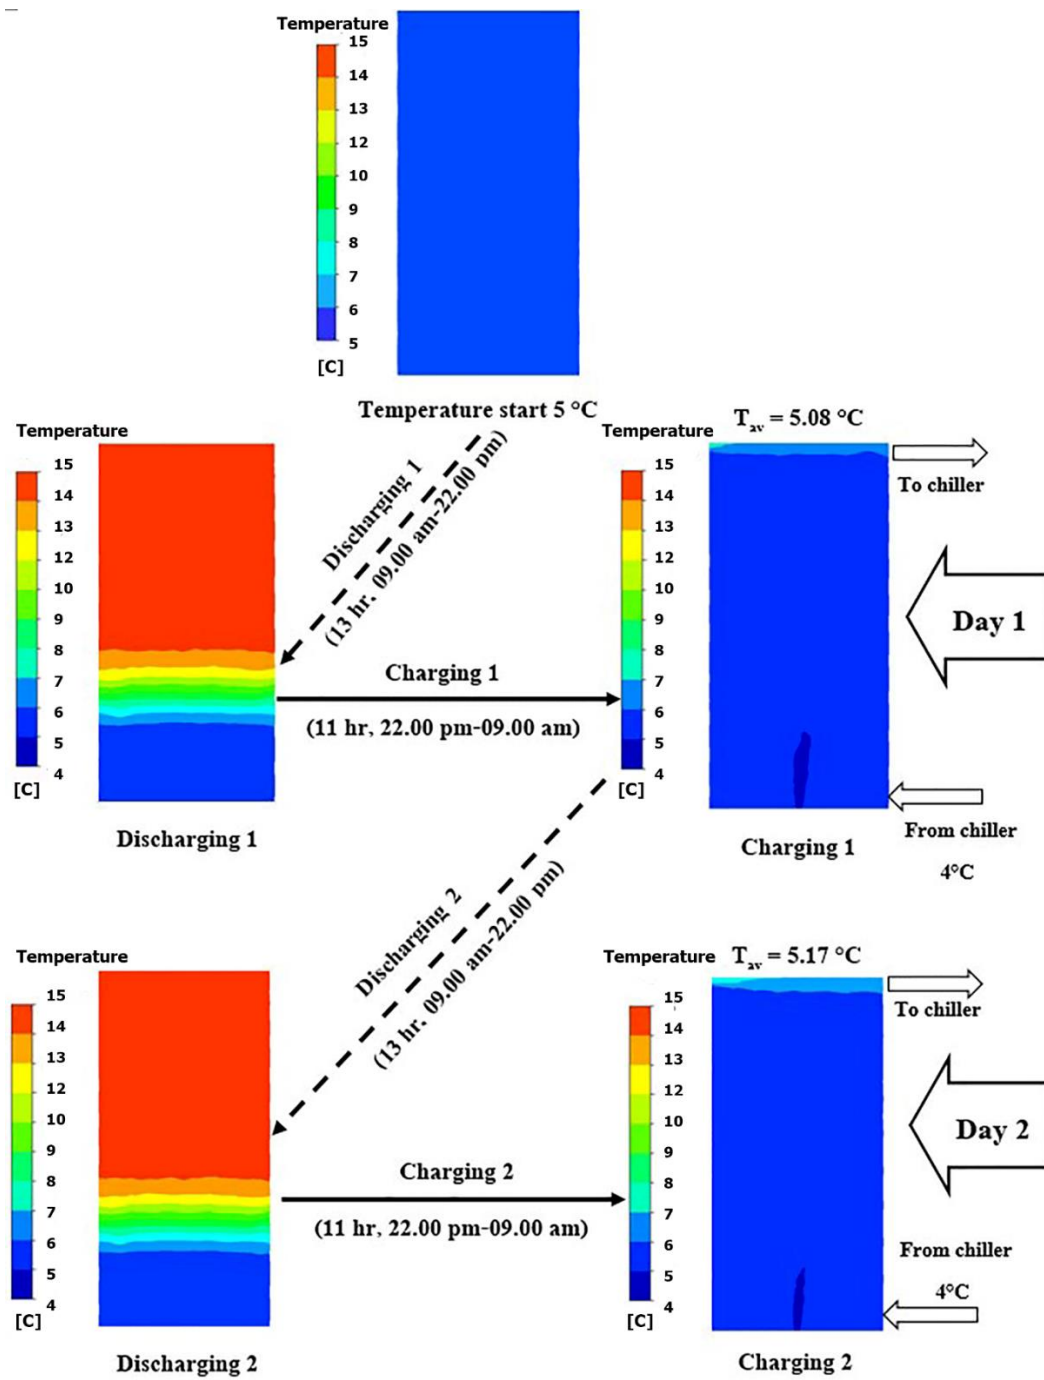 Temperature
15
14
13
12
10
9
8
7
6
5
[C]
Temperature start 5 °C
Temperature
15
14
13
12
10
9
8
7
6
5
4
[C]
Discharging 1
Discharging 1
(13 hr, 09.00 am-22.00 pm)
Charging 1
(11 hr, 22.00 pm-09.00 am)
Temperature
15
14
13
12
10
9
8
7
6
5
4
[C]
Tav = 5.08 °C
To chiller
Day 1
From chiller
4°C
Charging 1
Discharging 2
(13 hr, 09.00 am-22.00 pm)
Temperature
15
14
13
12
10
9
8
7
6
5
4
[C]
Discharging 2
Charging 2
(11 hr, 22.00 pm-09.00 am)
Temperature
15
14
13
12
10
9
8
7
6
5
4
[C]
Tav = 5.17 °C
To chiller
Day 2
From chiller
4°C
Charging 2